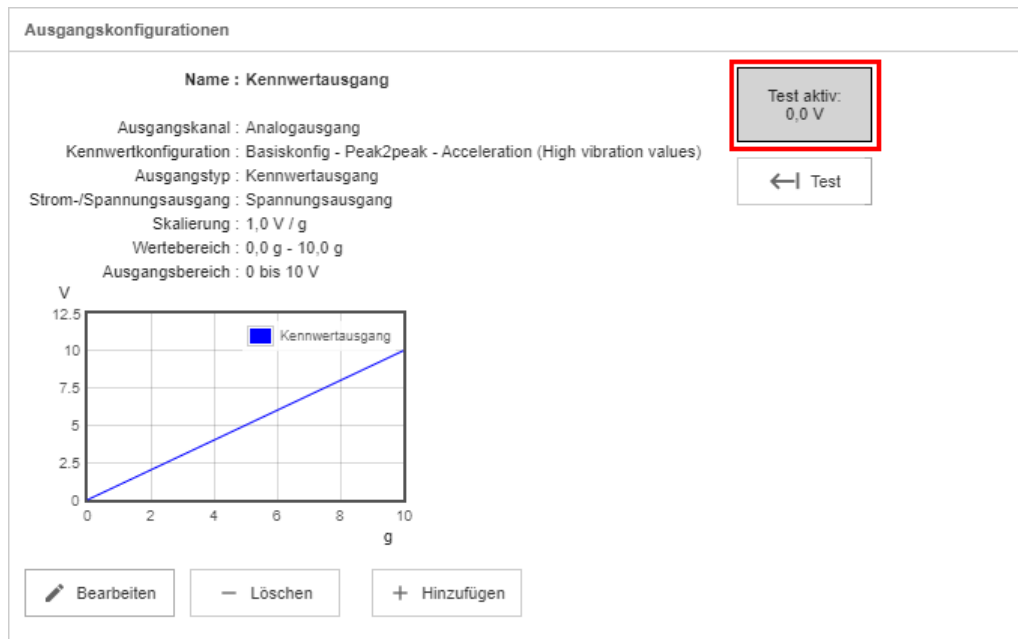 Ausgangskonfigurationen
Name : Kennwertausgang
Test aktiv:
0,0 V
Ausgangskanal : Analogausgang
Kennwertkonfiguration : Basiskonfig - Peak2peak - Acceleration (High vibration values)
Test
Ausgangstyp : Kennwertausgang
Strom-/Spannungsausgang : Spannungsausgang
Skalierung : 1,0 V / g
Wertebereich : 0,0 g - 10,0 g
Ausgangsbereich : 0 bis 10 V
V
12.5
Kennwertausgang
10
7.5
5
2.5
0
0 2 4 6 8 10
g
Bearbeiten
Löschen
Hinzufügen